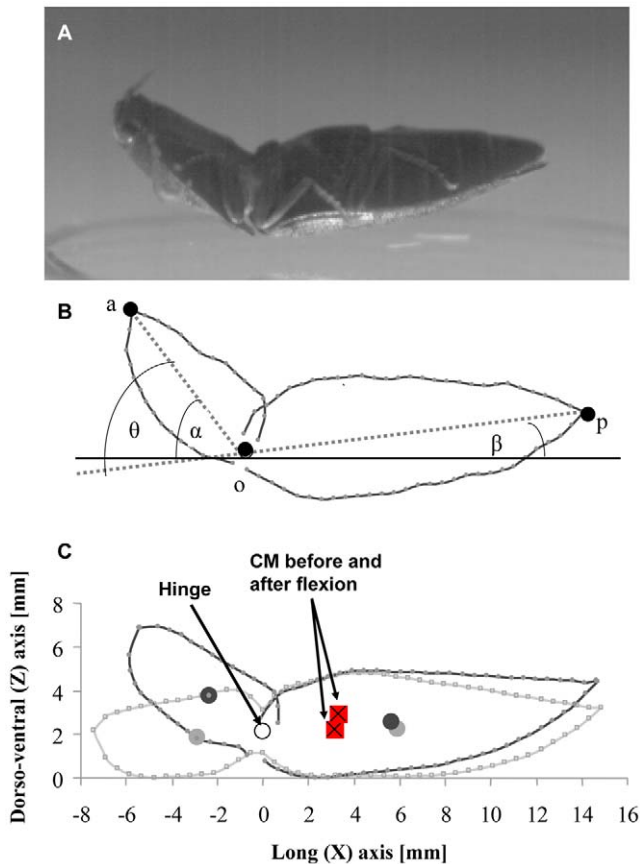 A
B
a
θ
α
o
β
p
C
CM before and
after flexion
Hinge
Dorso-ventral (Z) axis [mm]
8
6
4
2
0
-8 -6 -4 -2 0 2 4 6 8 10 12 14 16
Long (X) axis [mm]